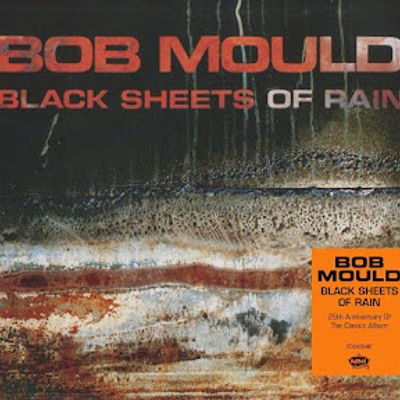 BOB MOULD
BLACK SHEETS OF RAIN
BOB
MOULD
BLACK SHEETS
OF RAIN
25th Anniversary Of
The Classic Album